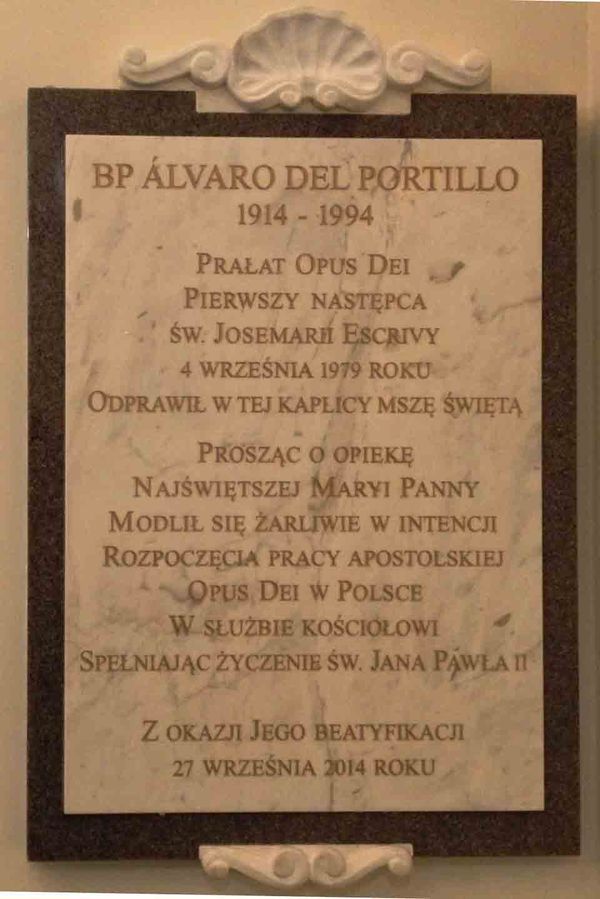 BP ÁLVARO DEL PORTILLO
1914 - 1994
PRAŁAT OPUS DEI
PIERWSZY NASTĘPCA
ŚW. JOSEMARII ESCRIVY
4 WRZEŚNIA 1979 ROKU
ODPRAWIŁ W TEJ KAPLICY MSZĘ ŚWIĘTĄ
PROSZĄC O OPIEKĘ
NAJŚWIĘTSZEJ MARYI PANNY
MODLIŁ SIĘ ŻARLIWIE W INTENCJI
ROZPOCZĘCIA PRACY APOSTOLSKIEJ
OPUS DEI W POLSCE
W SŁUŻBIE KOŚCIOŁOWI
SPEŁNIAJĄC ŻYCZENIE ŚW. JANA PAWŁA II
Z OKAZJI JEGO BEATYFIKACJI
27 WRZEŚNIA 2014 ROKU